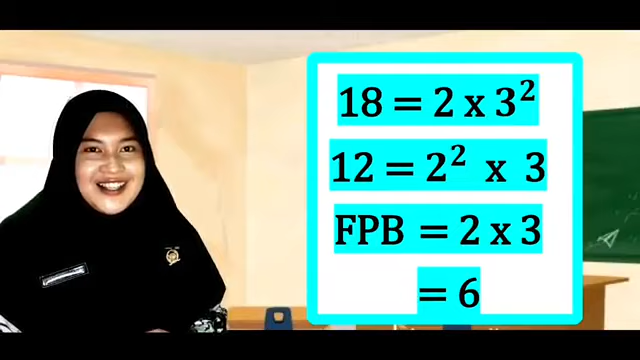 18 = 2 x 3²
12 = 2² x 3
FPB = 2 x 3
= 6